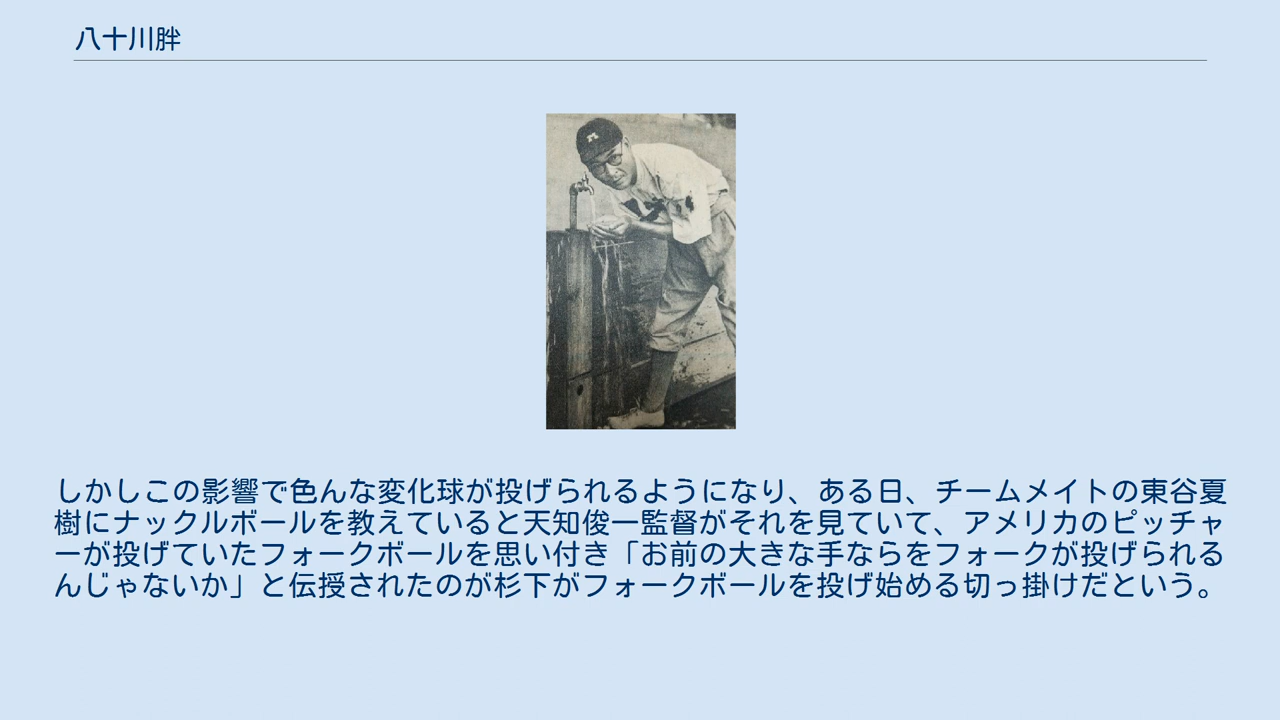 八十川胖
しかしこの影響で色んな変化球が投げられるようになり、ある日、チームメイトの東谷夏
樹にナックルボールを教えていると天知俊一監督がそれを見ていて、アメリカのピッチャ
ーが投げていたフォークボールを思い付き「お前の大きな手ならをフォークが投げられる
んじゃないか」と伝授されたのが杉下がフォークボールを投げ始める切っ掛けだという。